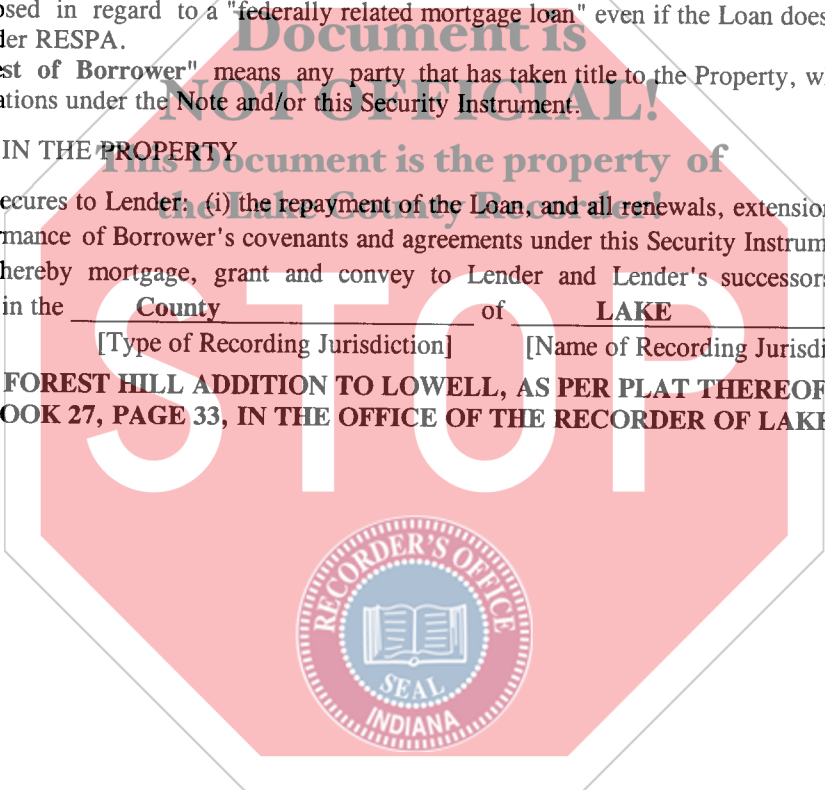 osed in regard to a "federally related mortgage loan" even if the Loan does
der RESPA.
est of Borrower" means any party that has taken title to the Property, w
ations under the Note and/or this Security Instrument.
IN THE PROPERTY
ecures to Lender: (i) the repayment of the Loan, and all renewals, extension
rmance of Borrower's covenants and agreements under this Security Instrum
hereby mortgage, grant and convey to Lender and Lender's successors
in the County of LAKE
[Type of Recording Jurisdiction] [Name of Recording Jurisdi
FOREST HILL ADDITION TO LOWELL, AS PER PLAT THEREOF
OOK 27, PAGE 33, IN THE OFFICE OF THE RECORDER OF LAKE
Document is
NOT OFFICIAL!
This Document is the property of
the Lake County Recorder!
STOP
RECORDER'S OFFICE
SEAL
INDIANA